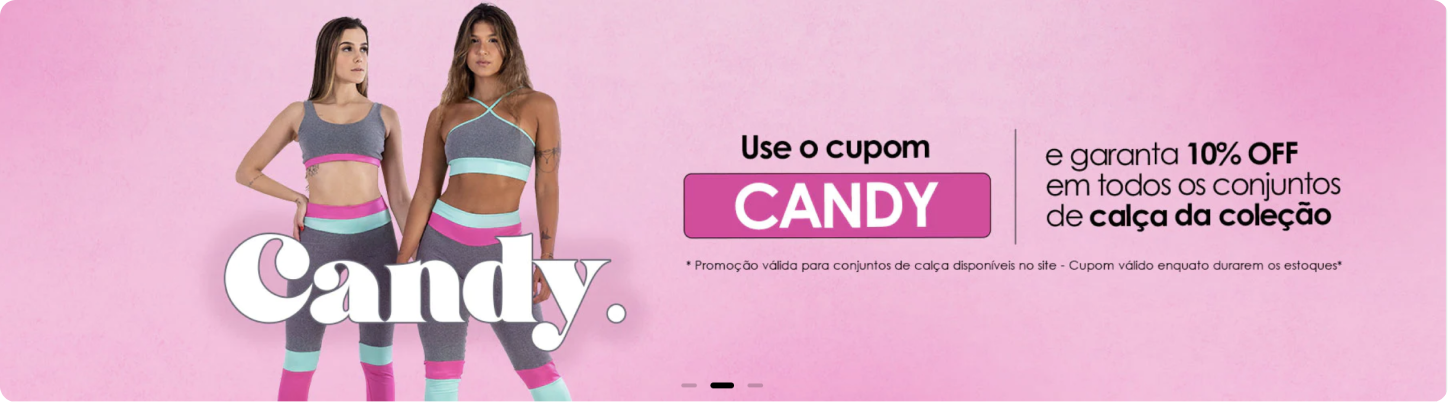 Candy.
Use o cupom
CANDY
e garanta 10% OFF
em todos os conjuntos
de calça da coleção
* Promoção válida para conjuntos de calça disponíveis no site - Cupom válido enquato durarem os estoques*